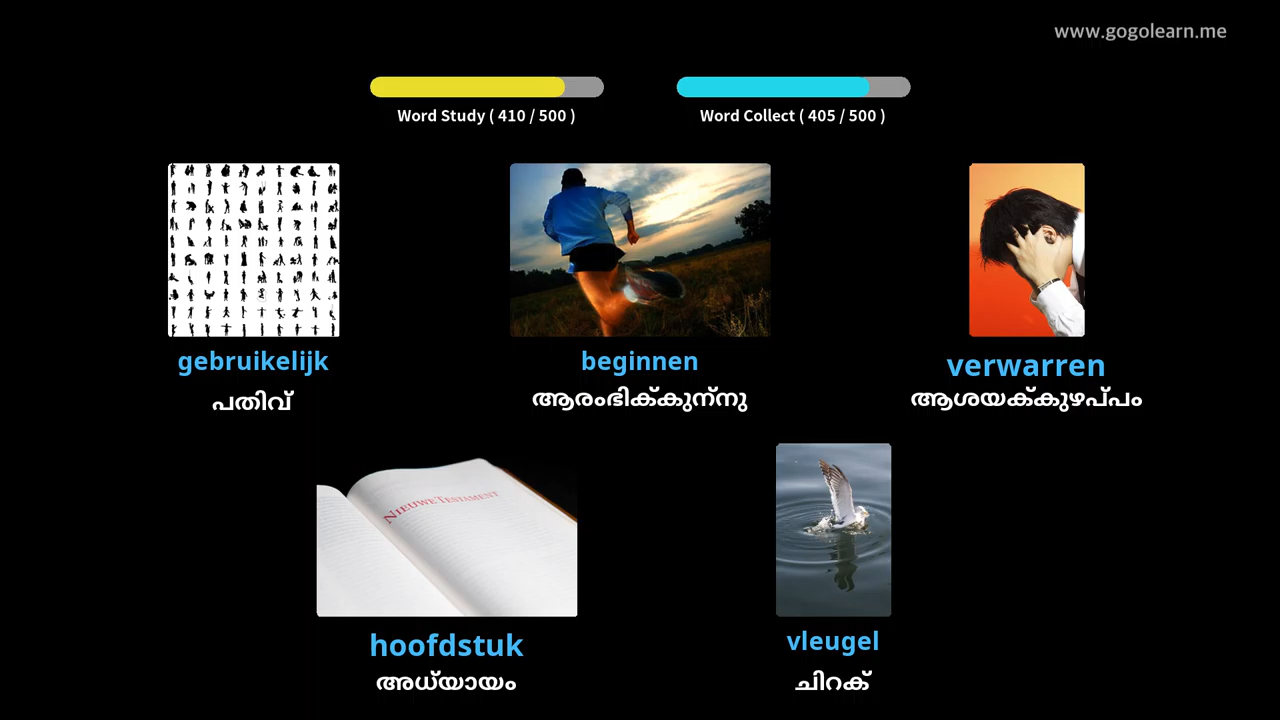 www.gogolearn.me
Word Study ( 410 / 500 )
Word Collect ( 405 / 500 )
gebruikelijk
പതിവ്
beginnen
ആരംഭിക്കുന്നു
verwarren
ആശയക്കുഴപ്പം
NIEUWE TESTAMENT
hoofdstuk
അധ്യായം
vleugel
ചിറക്